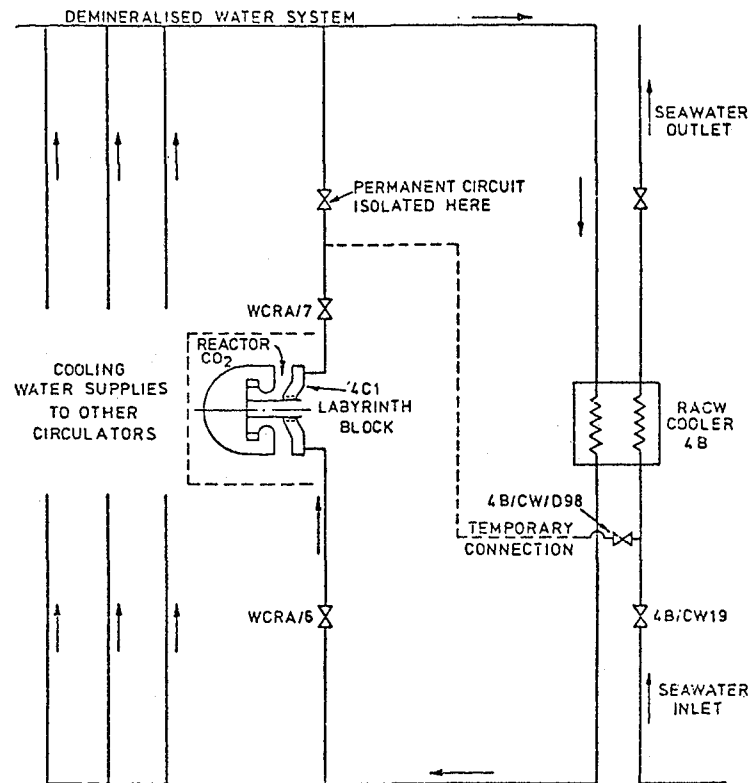 DEMINERALISED WATER SYSTEM
SEAWATER
OUTLET
PERMANENT CIRCUIT
ISOLATED HERE
WCRA/7
REACTOR
CO2
COOLING
WATER SUPPLIES
TO OTHER
CIRCULATORS
'4C1
LABYRINTH
BLOCK
RACW
COOLER
4B
4B/CW/D98
TEMPORARY
CONNECTION
WCRA/6
4B/CW19
SEAWATER
INLET